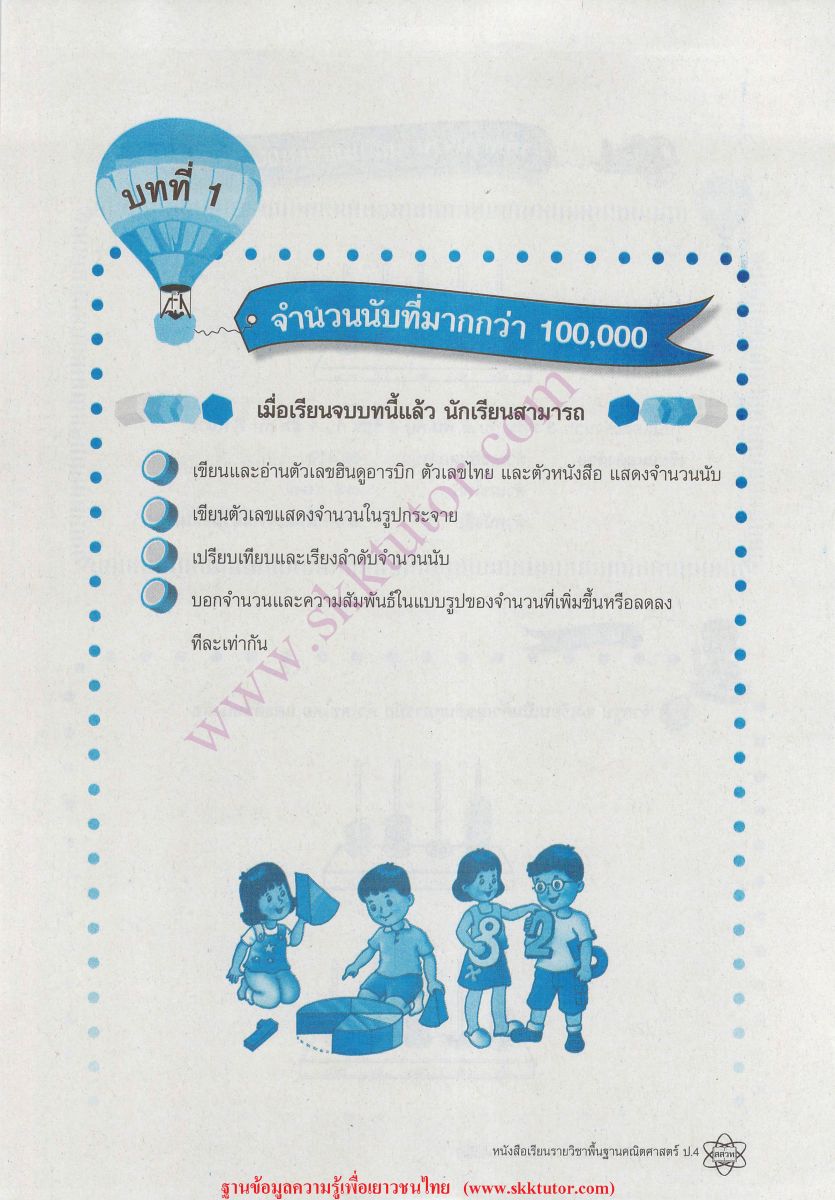 บทที่ 1
จำนวนนับที่มากกว่า 100,000
เมื่อเรียนจบบทนี้แล้ว นักเรียนสามารถ
เขียนและอ่านตัวเลขฮินดูอารบิก ตัวเลขไทย และตัวหนังสือ แสดงจำนวนนับ
เขียนตัวเลขแสดงจำนวนในรูปกระจาย
เปรียบเทียบและเรียงลำดับจำนวนนับ
บอกจำนวนและความสัมพันธ์ในแบบรูปของจำนวนที่เพิ่มขึ้นหรือลดลง
ทีละเท่ากัน
www.skktutor.com
3 2
หนังสือเรียนรายวิชาพื้นฐานคณิตศาสตร์ ป.4
สสวท
ฐานข้อมูลความรู้เพื่อเยาวชนไทย (www.skktutor.com)